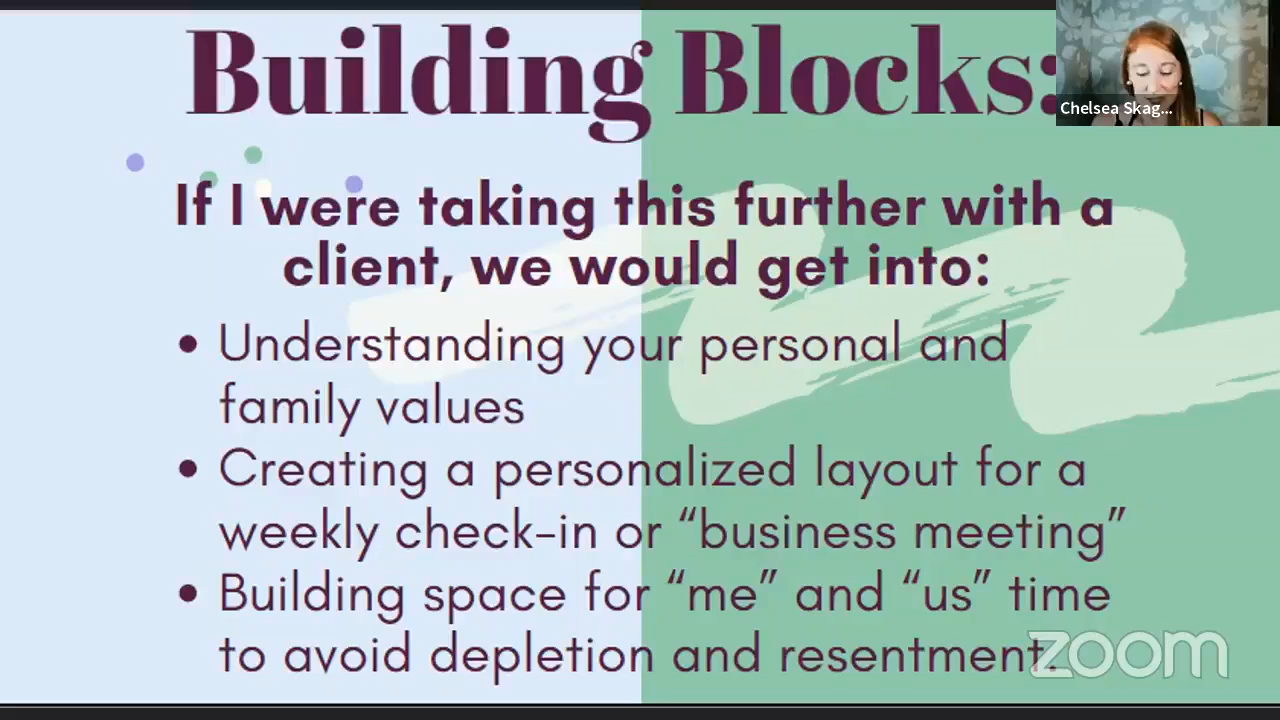 Building Blocks:
Chelsea Skag...
If I were taking this further with a
client, we would get into:
• Understanding your personal and
family values
• Creating a personalized layout for a
weekly check-in or “business meeting”
• Building space for “me” and “us” time
to avoid depletion and resentment.
zoom